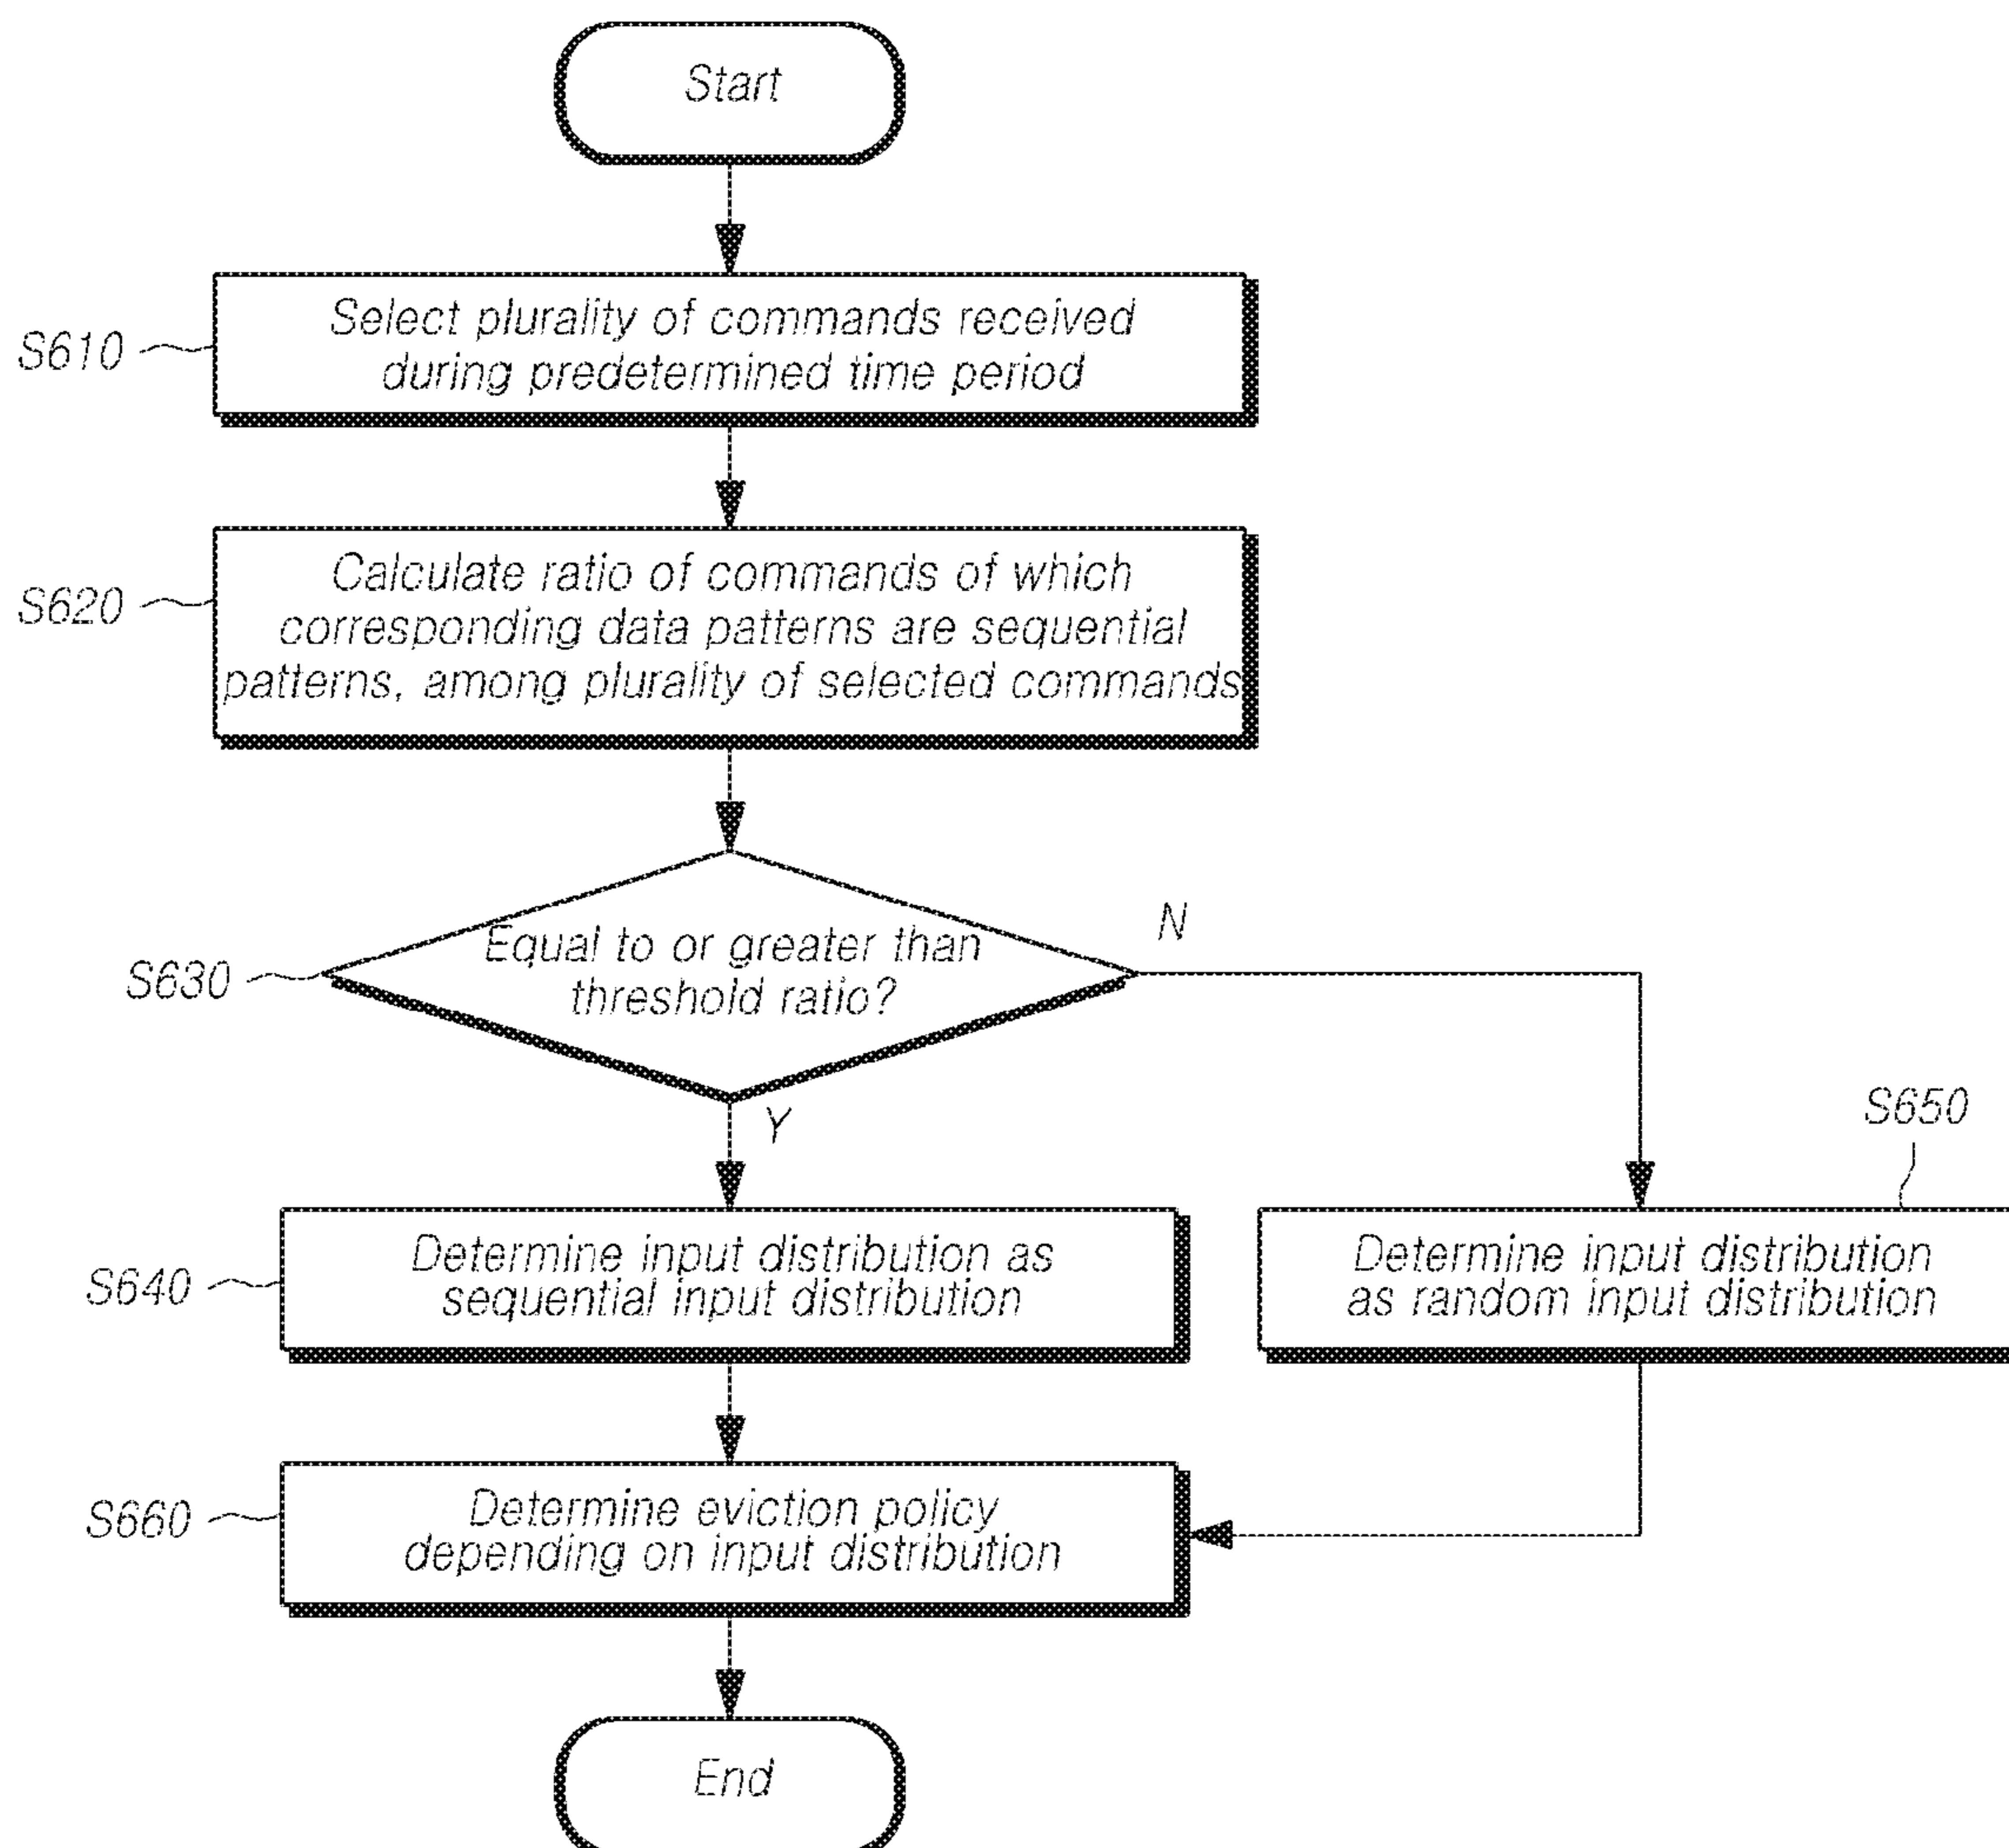 Start
S610
Select plurality of commands received
during predetermined time period
S620
Calculate ratio of commands of which
corresponding data patterns are sequential
patterns, among plurality of selected commands
S630
Equal to or greater than
threshold ratio?
N
Y
S650
S640
Determine input distribution as
sequential input distribution
Determine input distribution
as random input distribution
S660
Determine eviction policy
depending on input distribution
End